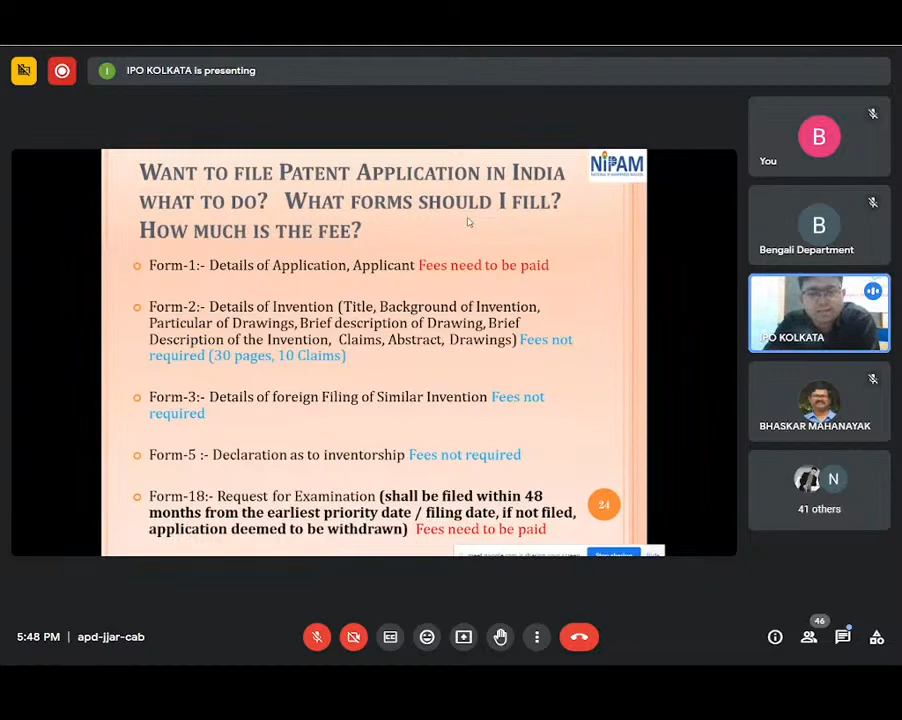 IPO KOLKATA is presenting
I
WANT TO FILE PATENT APPLICATION IN INDIA
WHAT TO DO? WHAT FORMS SHOULD I FILL?
HOW MUCH IS THE FEE?
NIPAM
Form-1:- Details of Application, Applicant Fees need to be paid
Form-2:- Details of Invention (Title, Background of Invention,
Particular of Drawings, Brief description of Drawing, Brief
Description of the Invention, Claims, Abstract, Drawings) Fees not
required (30 pages, 10 Claims)
Form-3:- Details of foreign Filing of Similar Invention Fees not
required
Form-5 :- Declaration as to inventorship Fees not required
Form-18:- Request for Examination (shall be filed within 48
months from the earliest priority date / filing date, if not filed,
application deemed to be withdrawn) Fees need to be paid
24
Stop sharing
Hide
B
You
B
Bengali Department
IPO KOLKATA
BHASKAR MAHANAYAK
N
41 others
5:48 PM | apd-jjar-cab
46